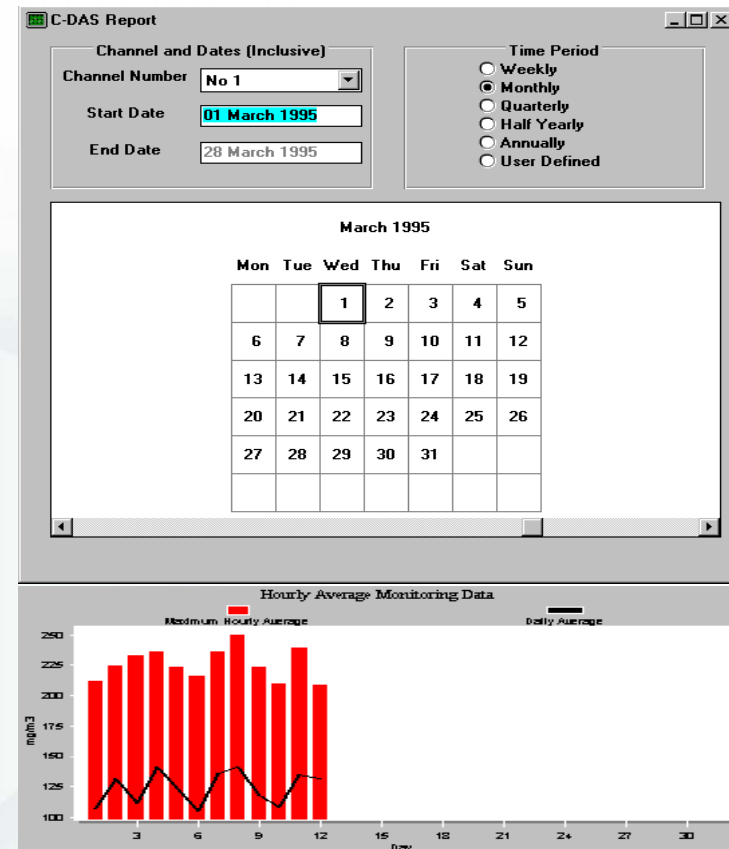 C-DAS Report
Channel and Dates (Inclusive)
Channel Number No 1
Start Date 01 March 1995
End Date 28 March 1995
Time Period
Weekly
Monthly
Quarterly
Half Yearly
Annually
User Defined
March 1995
Mon Tue Wed Thu Fri Sat Sun
1 2 3 4 5
6 7 8 9 10 11 12
13 14 15 16 17 18 19
20 21 22 23 24 25 26
27 28 29 30 31
Hourly Average Monitoring Data
Maximum Hourly Average Daily Average
250
225
200
175
150
125
100
mg/m3
3 6 9 12 15 18 21 24 27 30
Day